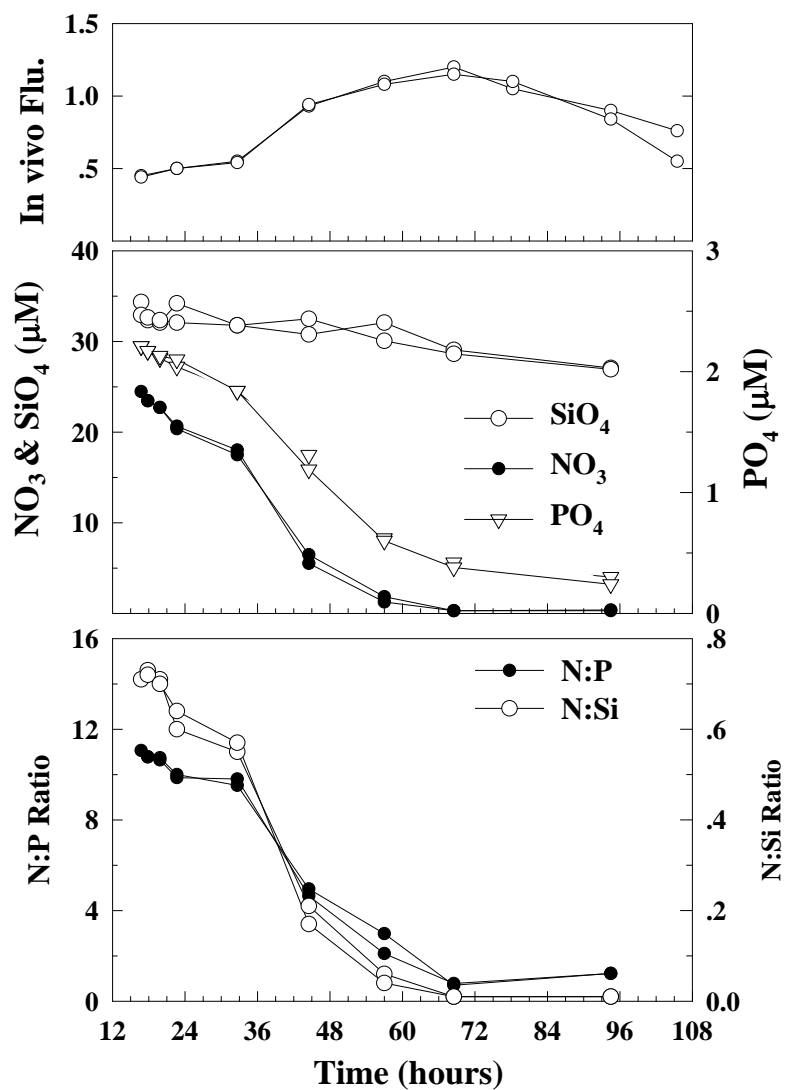 In vivo Flu.
1.5
1.0
.5
NO3 & SiO4 (μM)
40
30
20
10
PO4 (μM)
3
2
1
0
SiO4
NO3
PO4
N:P Ratio
16
12
8
4
0
N:Si Ratio
0.8
.6
.4
0.2
0.0
N:P
N:Si
12 24 36 48 60 72 84 96 108
Time (hours)